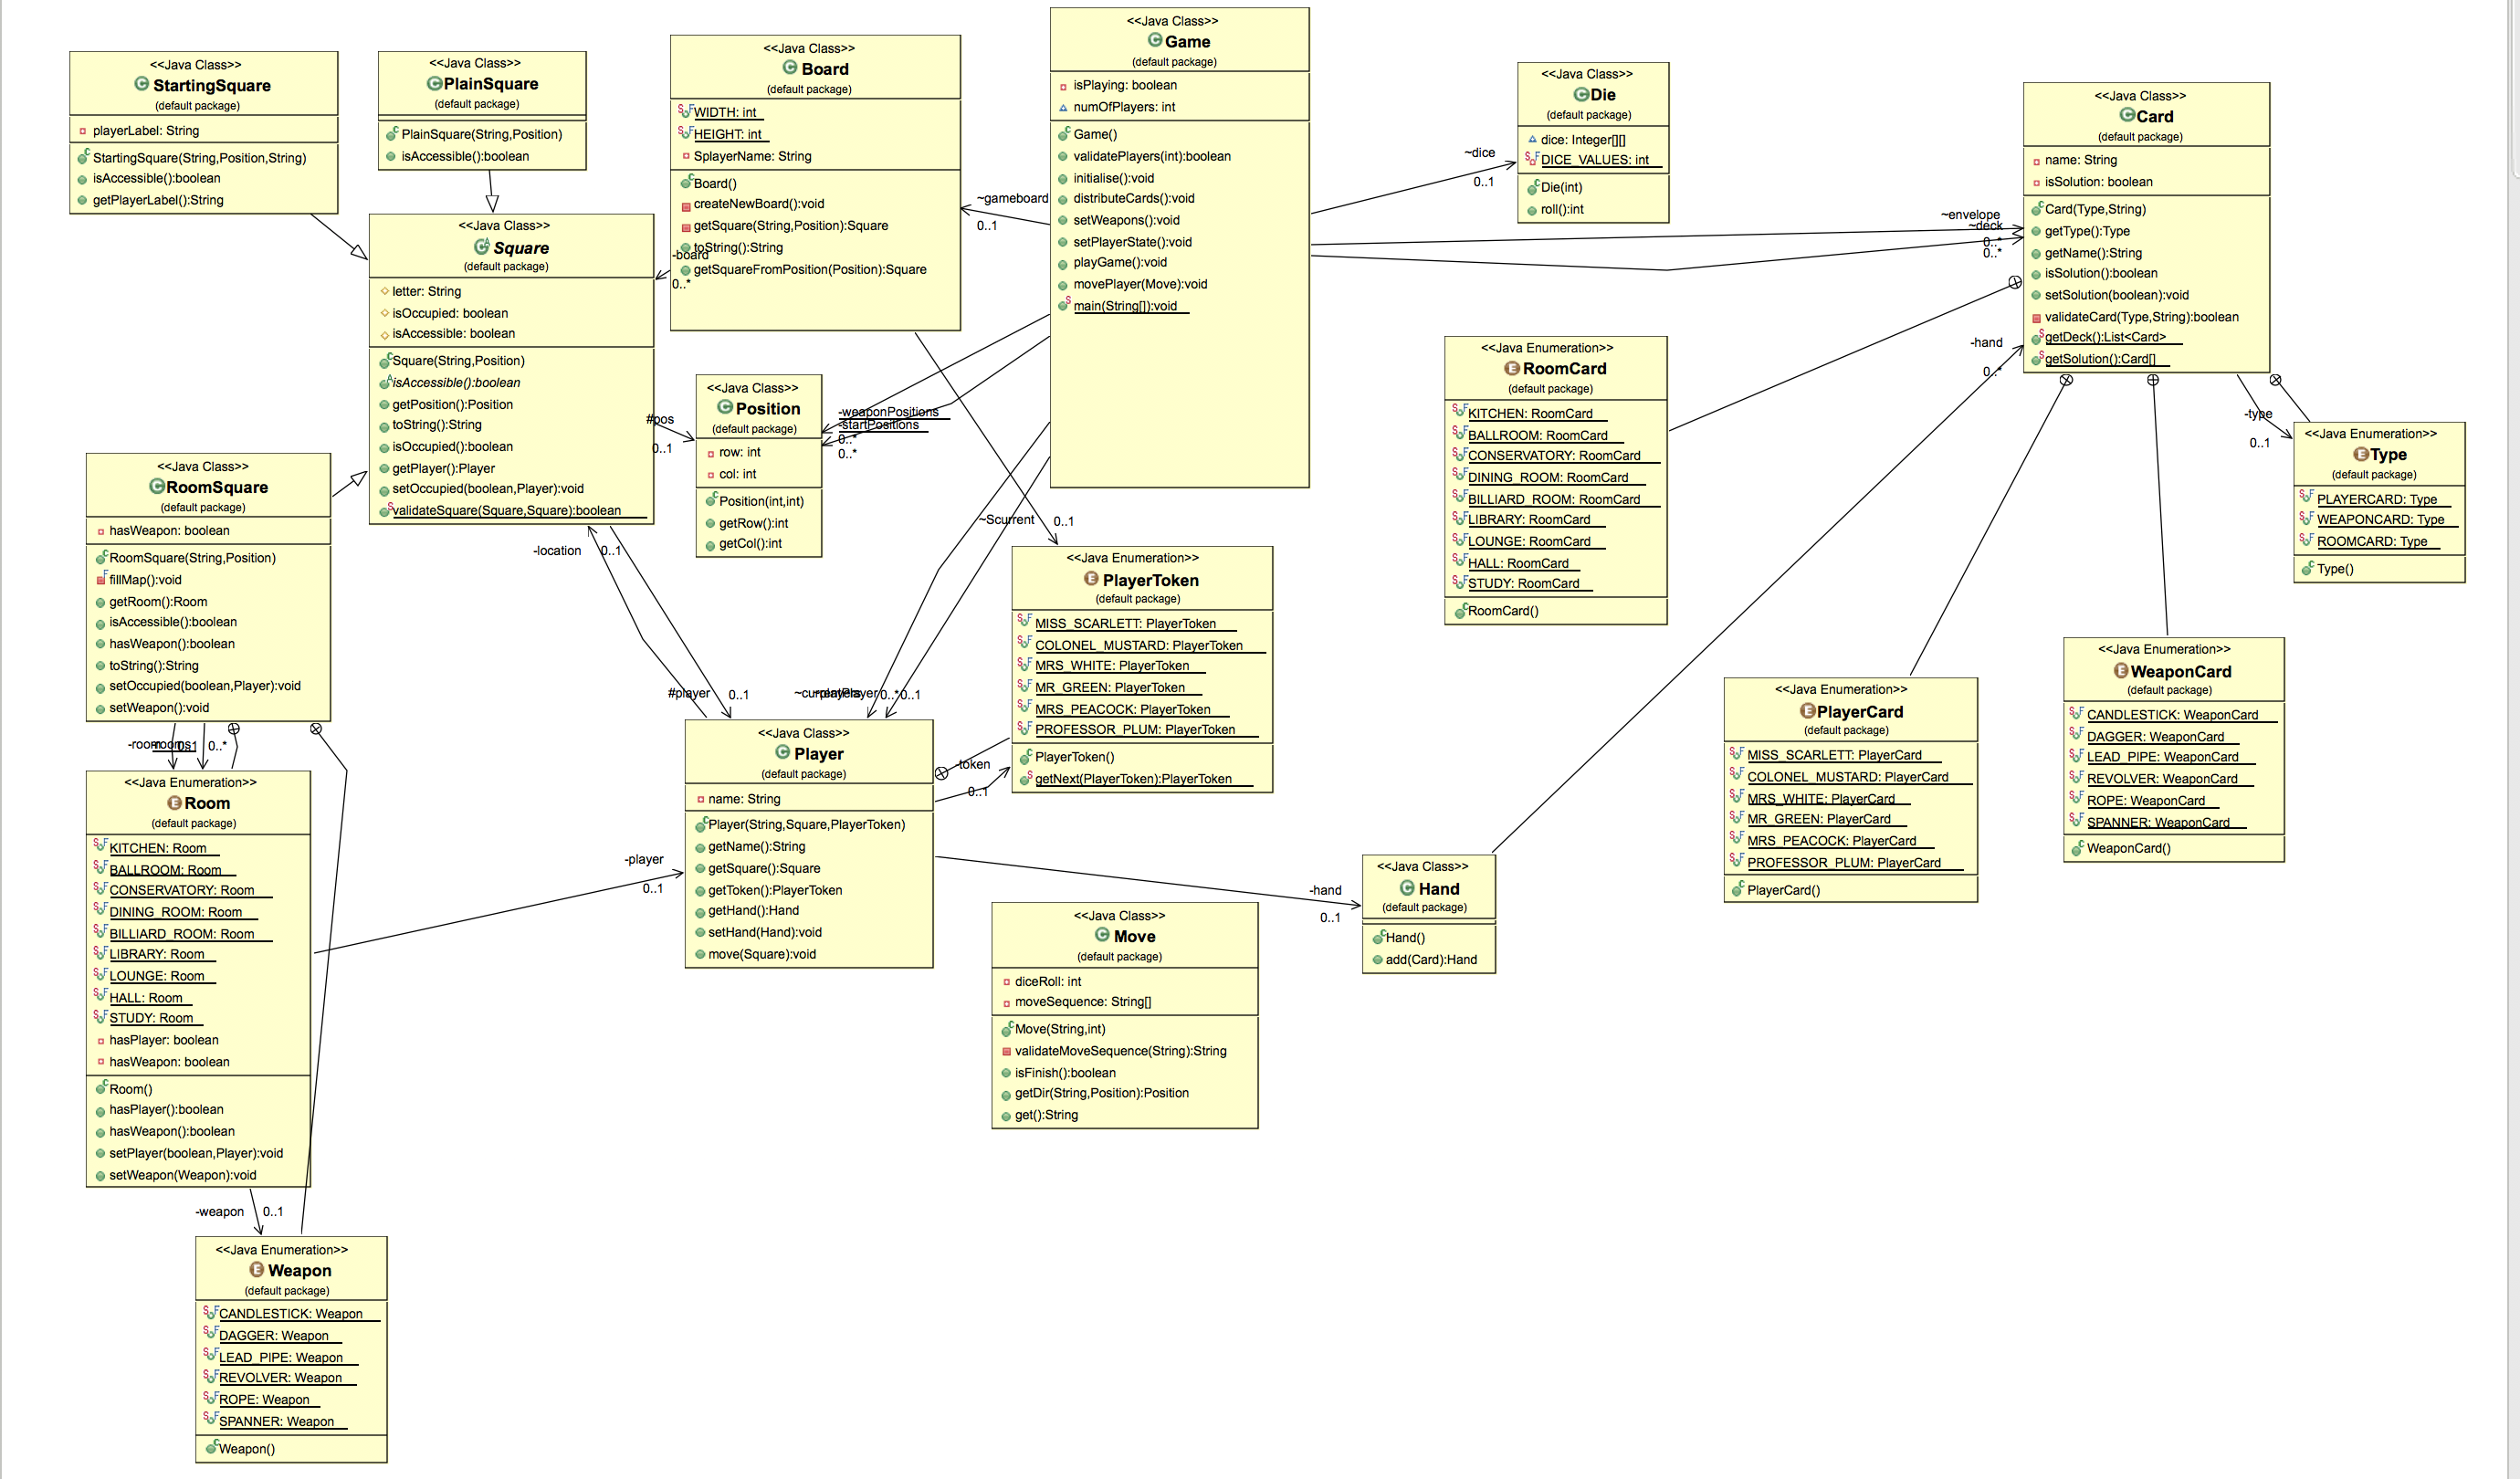 <<Java Class>>
StartingSquare
(default package)
playerLabel: String
StartingSquare(String,Position,String)
isAccessible():boolean
getPlayerLabel():String
<<Java Class>>
PlainSquare
(default package)
PlainSquare(String,Position)
isAccessible():boolean
<<Java Class>>
Board
(default package)
WIDTH: int
HEIGHT: int
SplayerName: String
Board()
createNewBoard():void
getSquare(String,Position):Square
toString():String
getSquareFromPosition(Position):Square
<<Java Class>>
Game
(default package)
isPlaying: boolean
numOfPlayers: int
Game()
validatePlayers(int):boolean
initialise():void
distributeCards():void
setWeapons():void
setPlayerState():void
playGame():void
movePlayer(Move):void
main(String[]):void
<<Java Class>>
Die
(default package)
dice: Integer[][]
DICE_VALUES: int
Die(int)
roll():int
<<Java Class>>
Card
(default package)
name: String
isSolution: boolean
Card(Type,String)
getType():Type
getName():String
isSolution():boolean
setSolution(boolean):void
validateCard(Type,String):boolean
getDeck():List<Card>
getSolution():Card[]
~dice
0..1
~gameboard
0..1
~envelope
~deck
0..*
0..*
-board
0..*
<<Java Class>>
Square
(default package)
letter: String
isOccupied: boolean
isAccessible: boolean
Square(String,Position)
isAccessible():boolean
getPosition():Position
toString():String
isOccupied():boolean
getPlayer():Player
setOccupied(boolean,Player):void
validateSquare(Square,Square):boolean
#pos
0..1
<<Java Class>>
Position
(default package)
row: int
col: int
Position(int,int)
getRow():int
getCol():int
-weaponPositions
-startPositions
0..*
0..*
<<Java Enumeration>>
RoomCard
(default package)
KITCHEN: RoomCard
BALLROOM: RoomCard
CONSERVATORY: RoomCard
DINING_ROOM: RoomCard
BILLIARD_ROOM: RoomCard
LIBRARY: RoomCard
LOUNGE: RoomCard
HALL: RoomCard
STUDY: RoomCard
RoomCard()
-hand
0..*
-type
0..1
<<Java Enumeration>>
Type
(default package)
PLAYERCARD: Type
WEAPONCARD: Type
ROOMCARD: Type
Type()
<<Java Class>>
RoomSquare
(default package)
hasWeapon: boolean
RoomSquare(String,Position)
fillMap():void
getRoom():Room
isAccessible():boolean
hasWeapon():boolean
toString():String
setOccupied(boolean,Player):void
setWeapon():void
-location
0..1
~Scurrent
0..1
<<Java Enumeration>>
PlayerToken
(default package)
MISS_SCARLETT: PlayerToken
COLONEL_MUSTARD: PlayerToken
MRS_WHITE: PlayerToken
MR_GREEN: PlayerToken
MRS_PEACOCK: PlayerToken
PROFESSOR_PLUM: PlayerToken
PlayerToken()
getNext(PlayerToken):PlayerToken
#player
0..1
0..*
0..1
<<Java Class>>
Player
(default package)
name: String
Player(String,Square,PlayerToken)
getName():String
getSquare():Square
getToken():PlayerToken
getHand():Hand
setHand(Hand):void
move(Square):void
-token
0..1
<<Java Enumeration>>
PlayerCard
(default package)
MISS_SCARLETT: PlayerCard
COLONEL_MUSTARD: PlayerCard
MRS_WHITE: PlayerCard
MR_GREEN: PlayerCard
MRS_PEACOCK: PlayerCard
PROFESSOR_PLUM: PlayerCard
PlayerCard()
<<Java Enumeration>>
WeaponCard
(default package)
CANDLESTICK: WeaponCard
DAGGER: WeaponCard
LEAD_PIPE: WeaponCard
REVOLVER: WeaponCard
ROPE: WeaponCard
SPANNER: WeaponCard
WeaponCard()
0..*
<<Java Enumeration>>
Room
(default package)
KITCHEN: Room
BALLROOM: Room
CONSERVATORY: Room
DINING_ROOM: Room
BILLIARD_ROOM: Room
LIBRARY: Room
LOUNGE: Room
HALL: Room
STUDY: Room
hasPlayer: boolean
hasWeapon: boolean
Room()
hasPlayer():boolean
hasWeapon():boolean
setPlayer(boolean,Player):void
setWeapon(Weapon):void
-player
0..1
-hand
0..1
<<Java Class>>
Hand
(default package)
Hand()
add(Card):Hand
<<Java Class>>
Move
(default package)
diceRoll: int
moveSequence: String[]
Move(String,int)
validateMoveSequence(String):String
isFinish():boolean
getDir(String,Position):Position
get():String
-weapon
0..1
<<Java Enumeration>>
Weapon
(default package)
CANDLESTICK: Weapon
DAGGER: Weapon
LEAD_PIPE: Weapon
REVOLVER: Weapon
ROPE: Weapon
SPANNER: Weapon
Weapon()